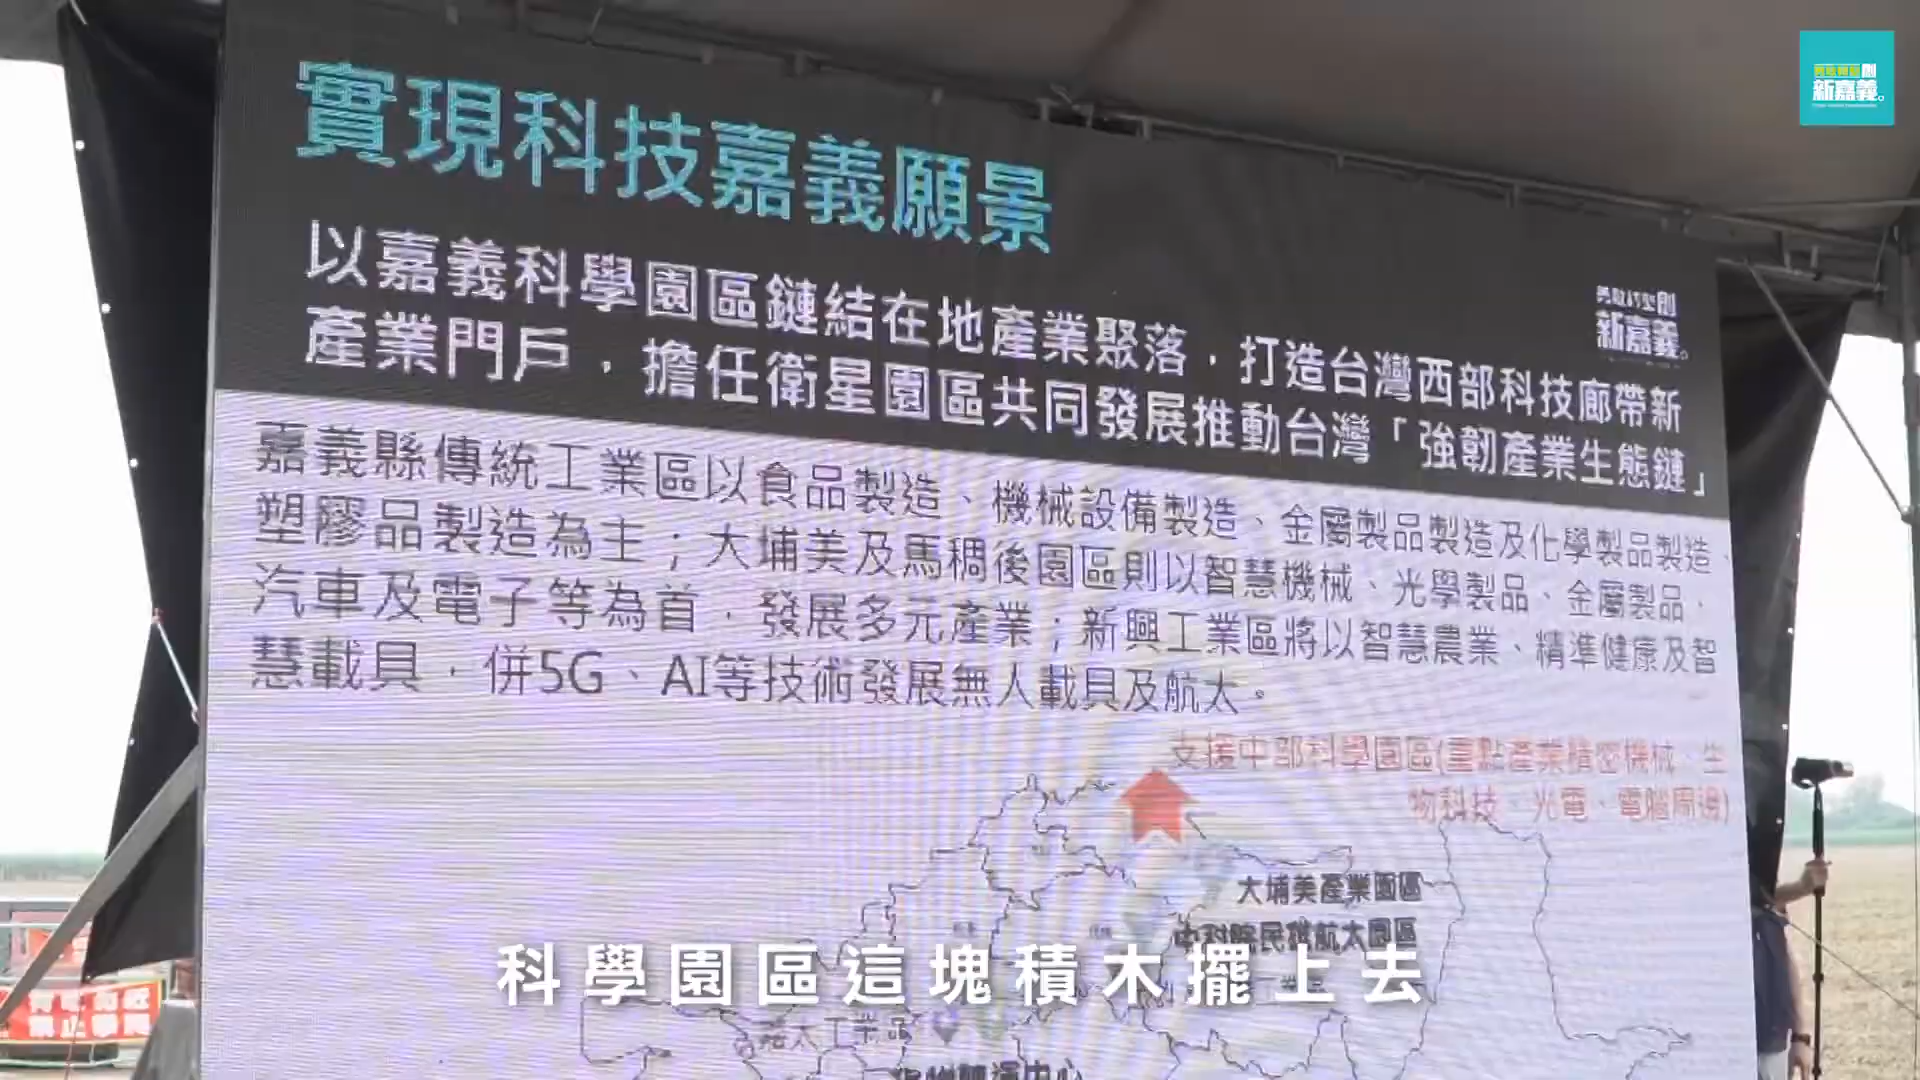 新嘉義。
實現科技嘉義願景
以嘉義科學園區鏈結在地產業聚落，打造台灣西部科技廊帶新
產業門戶，擔任衛星園區共同發展推動台灣「強韌產業生態鏈」
新嘉義。
嘉義縣傳統工業區以食品製造、機械設備製造、金屬製品製造及化學製品製造、
塑膠品製造為主；大埔美及馬稠後園區則以智慧機械、光學製品、金屬製品，
汽車及電子等為首，發展多元產業；新興工業區將以智慧農業、精準健康及智
慧載具，併5G、AI等技術發展無人載具及航太。
支援中部科學園區(重點產業精密機械、生
物科技、光電、電腦周邊)
大埔美產業園區
中科院民雄航太園區
科學園區這塊積木擺上去